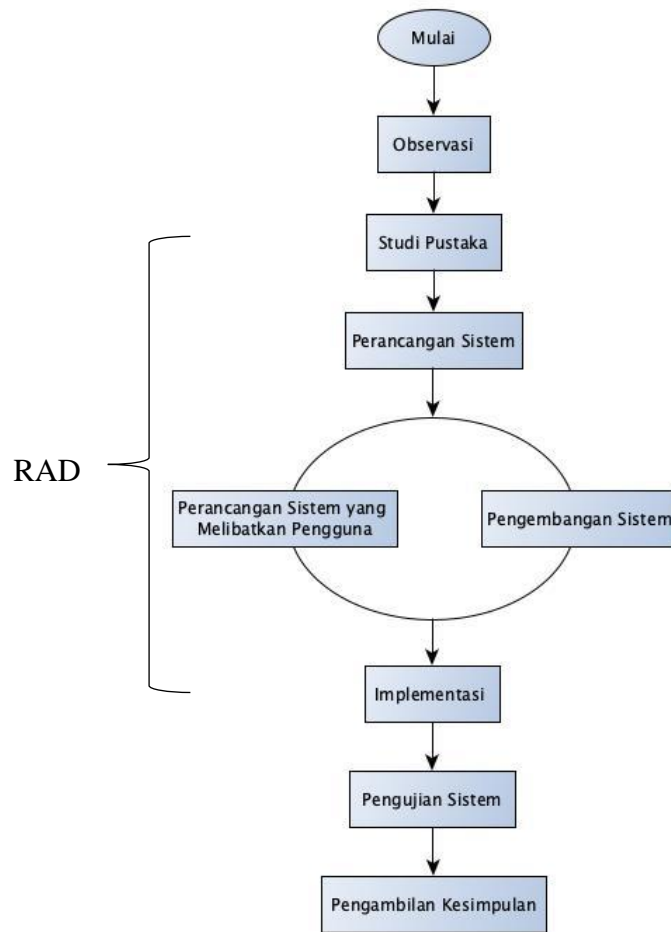 Mulai
Observasi
Studi Pustaka
Perancangan Sistem
RAD
Perancangan Sistem yang
Melibatkan Pengguna
Pengembangan Sistem
Implementasi
Pengujian Sistem
Pengambilan Kesimpulan